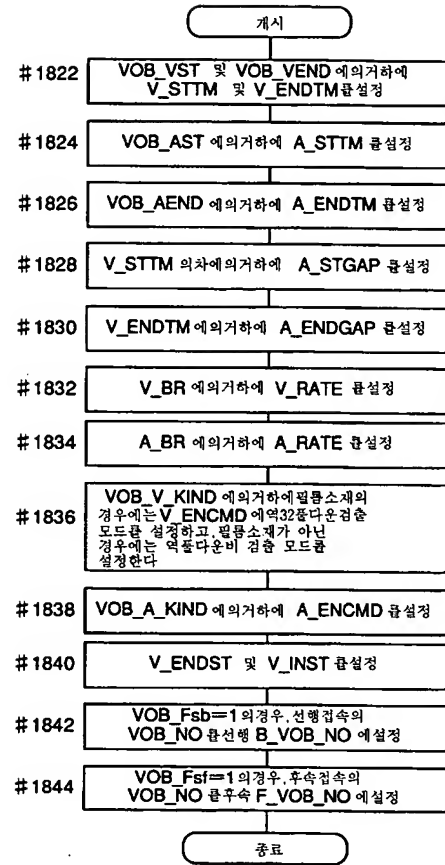 개시
#1822
VOB_VST 및 VOB_VEND 에의거하에
V_STTM 및 V_ENDTM 를설정
#1824
VOB_AST 에의거하에 A_STTM 를설정
#1826
VOB_AEND 에의거하에 A_ENDTM 를설정
#1828
V_STTM 의차에의거하에 A_STGAP 를설정
#1830
V_ENDTM 에의거하에 A_ENDGAP 를설정
#1832
V_BR 에의거하에 V_RATE 를설정
#1834
A_BR 에의거하에 A_RATE 를설정
#1836
VOB_V_KIND 에의거하에필름소재의
경우에는 V_ENCMD 에역32풀다운검출
모드를 설정하고, 필름소재가 아닌
경우에는 역풀다운비 검출 모드를
설정한다
#1838
VOB_A_KIND 에의거하에 A_ENCMD 를설정
#1840
V_ENDST 및 V_INST 를설정
#1842
VOB_Fsb=1 의경우, 선행접속의
VOB_NO 를선행 B_VOB_NO 에설정
#1844
VOB_Fsf=1 의경우, 후속접속의
VOB_NO 를후속 F_VOB_NO 에설정
종료